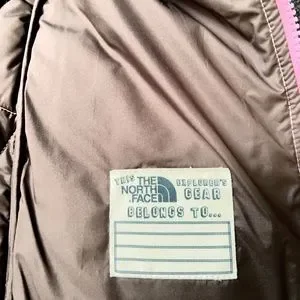 THIS THE NORTH FACE EXPLORER'S GEAR
BELONGS TO...